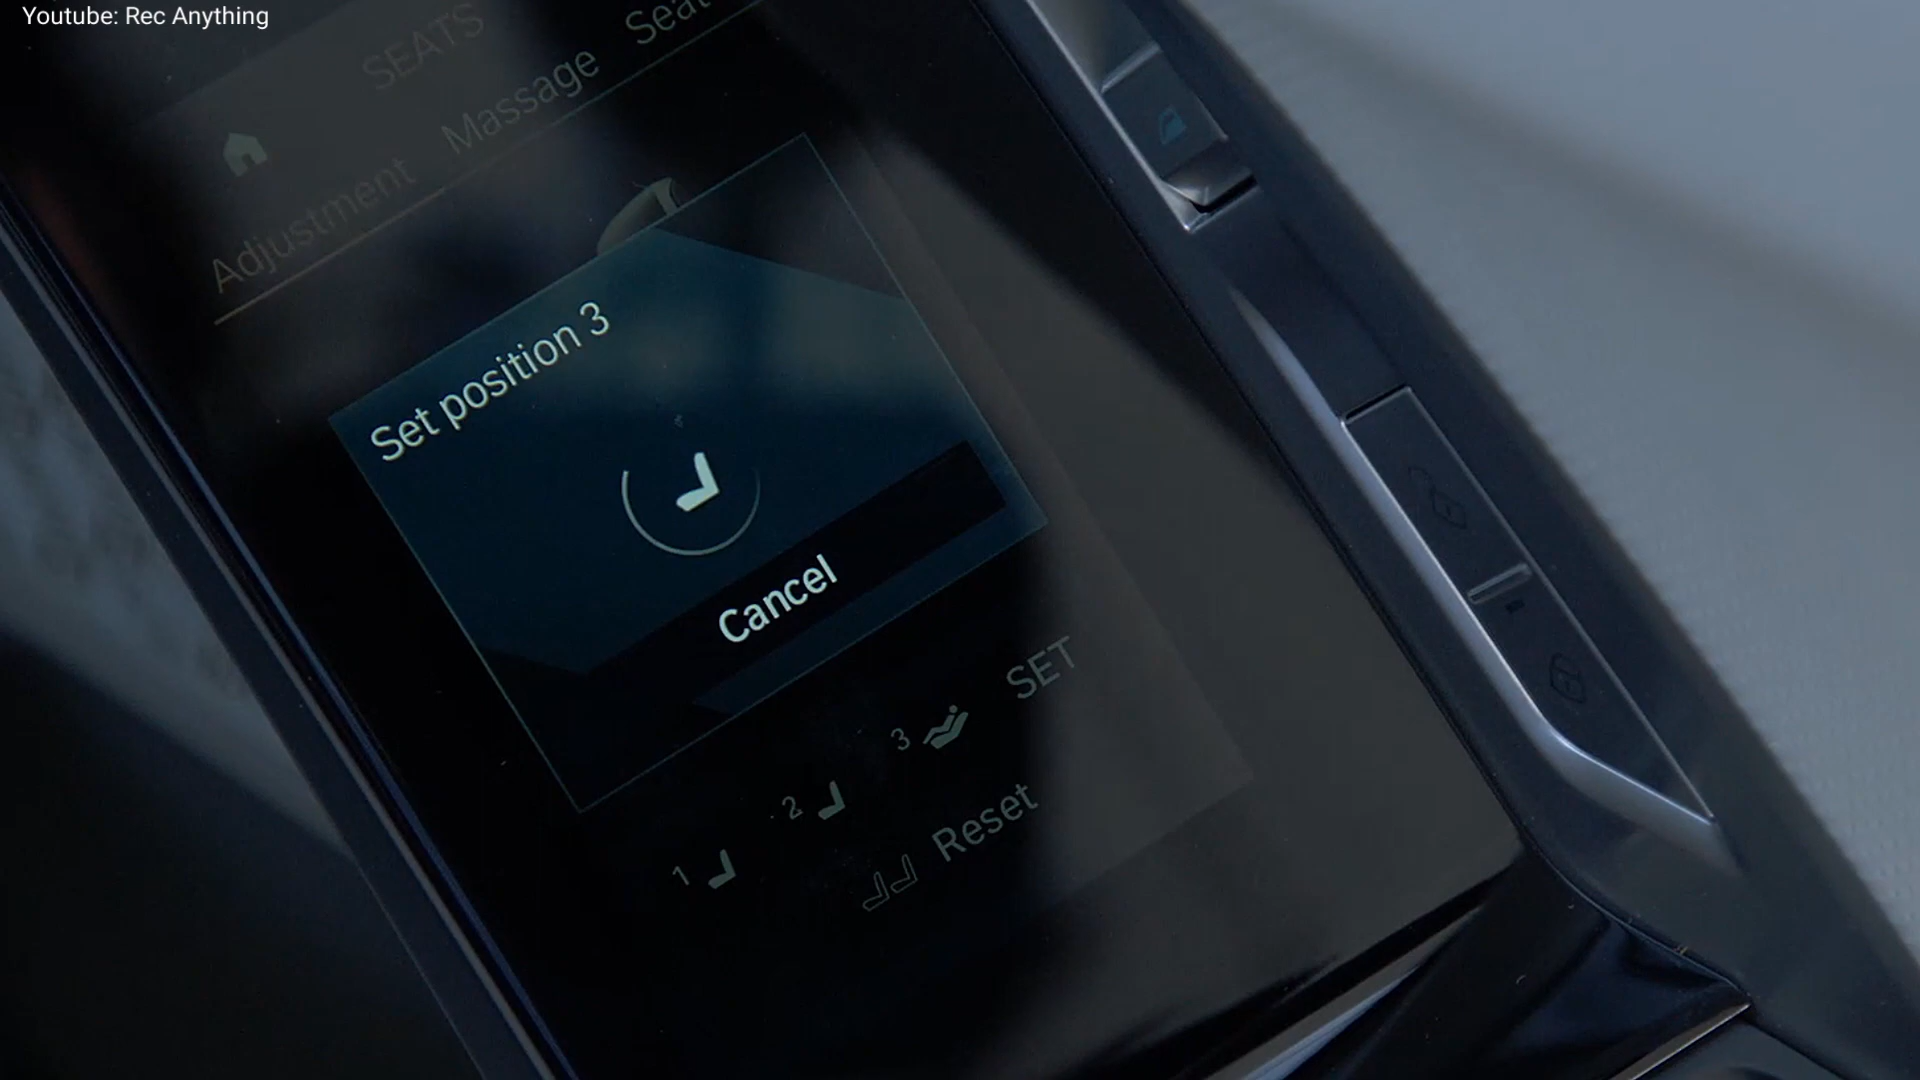 Youtube: Rec Anything
SEATS
Adjustment Massage Seat
Set position 3
Cancel
1 2 3 SET
Reset